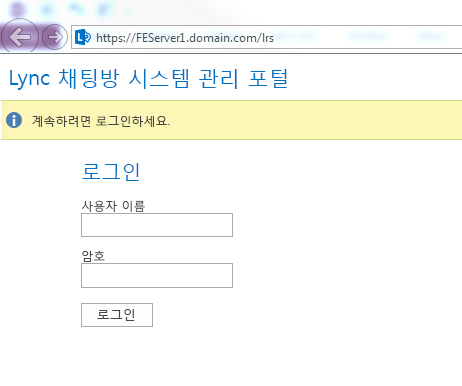 https://FEServer1.domain.com/lrs
Lync 채팅방 시스템 관리 포털
계속하려면 로그인하세요.
로그인
사용자 이름
암호
로그인